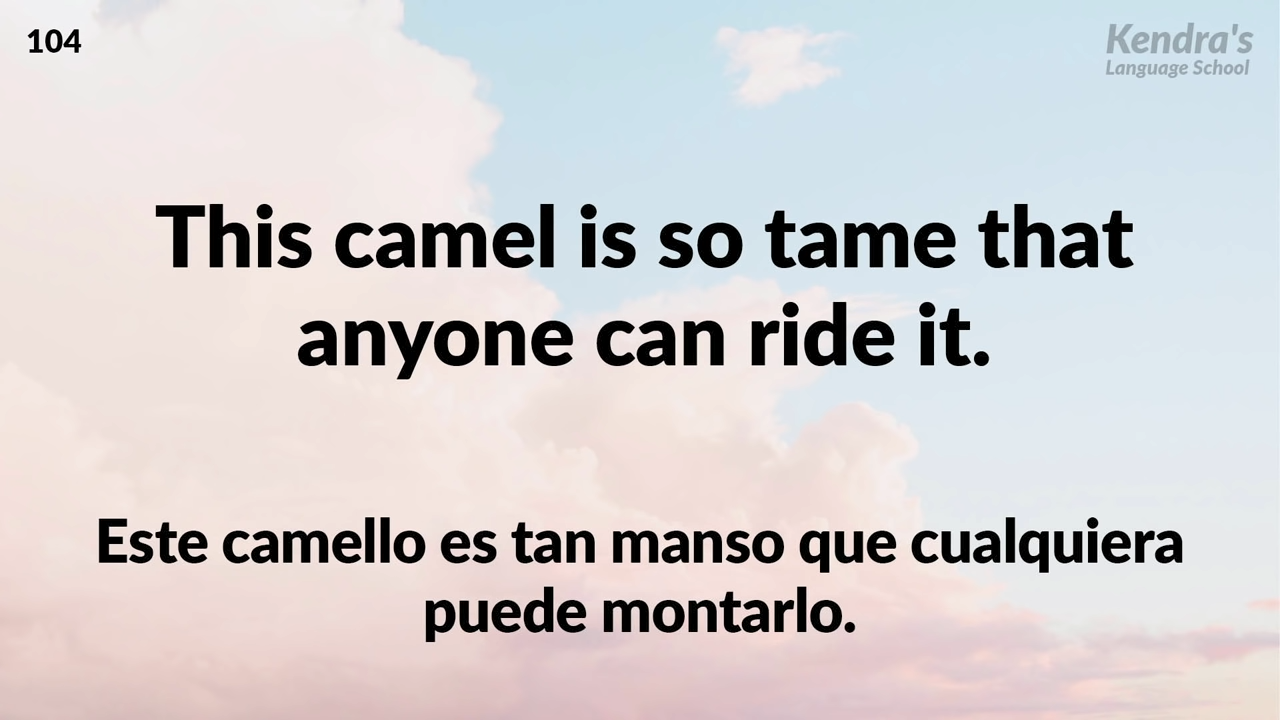 104
Kendra's
Language School
This camel is so tame that
anyone can ride it.
Este camello es tan manso que cualquiera
puede montarlo.